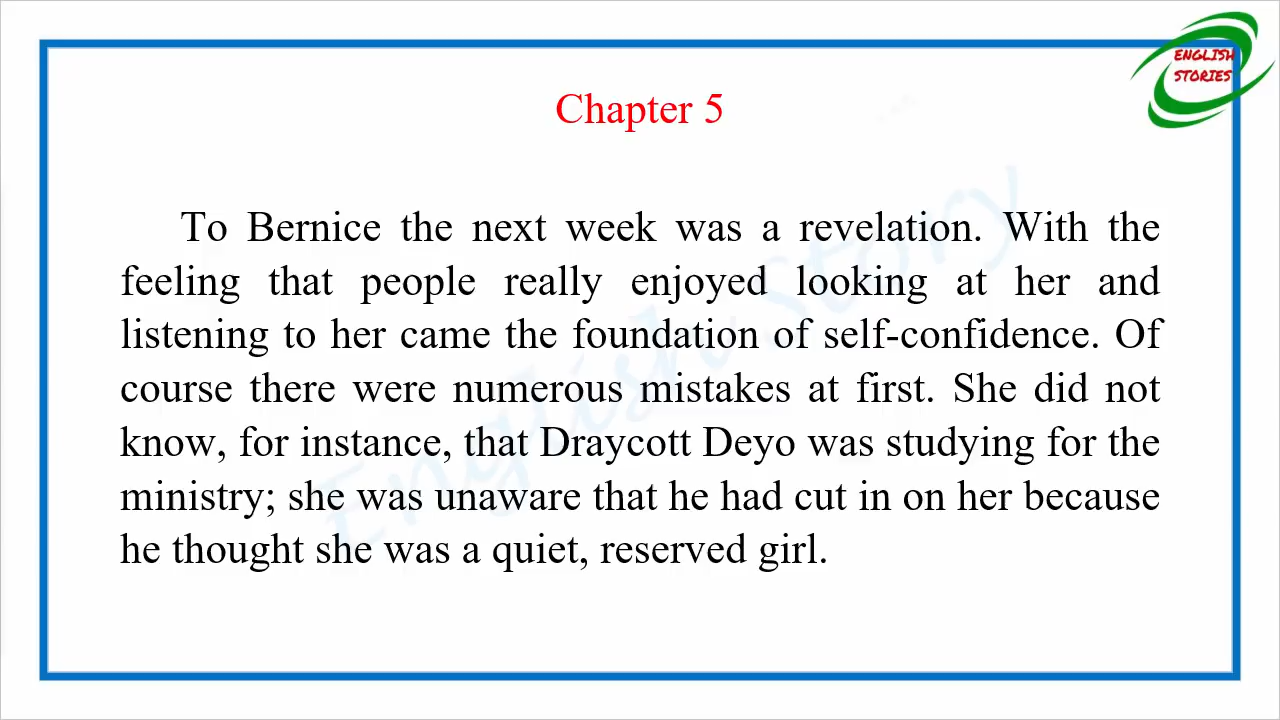 ENGLISH
STORIES
Chapter 5
To Bernice the next week was a revelation. With the
feeling that people really enjoyed looking at her and
listening to her came the foundation of self-confidence. Of
course there were numerous mistakes at first. She did not
know, for instance, that Draycott Deyo was studying for the
ministry; she was unaware that he had cut in on her because
he thought she was a quiet, reserved girl.
English Story